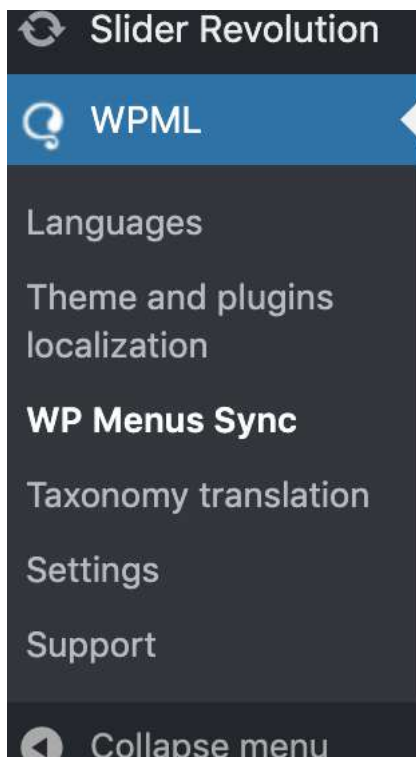 Slider Revolution
WPML
Languages
Theme and plugins
localization
WP Menus Sync
Taxonomy translation
Settings
Support
Collapse menu